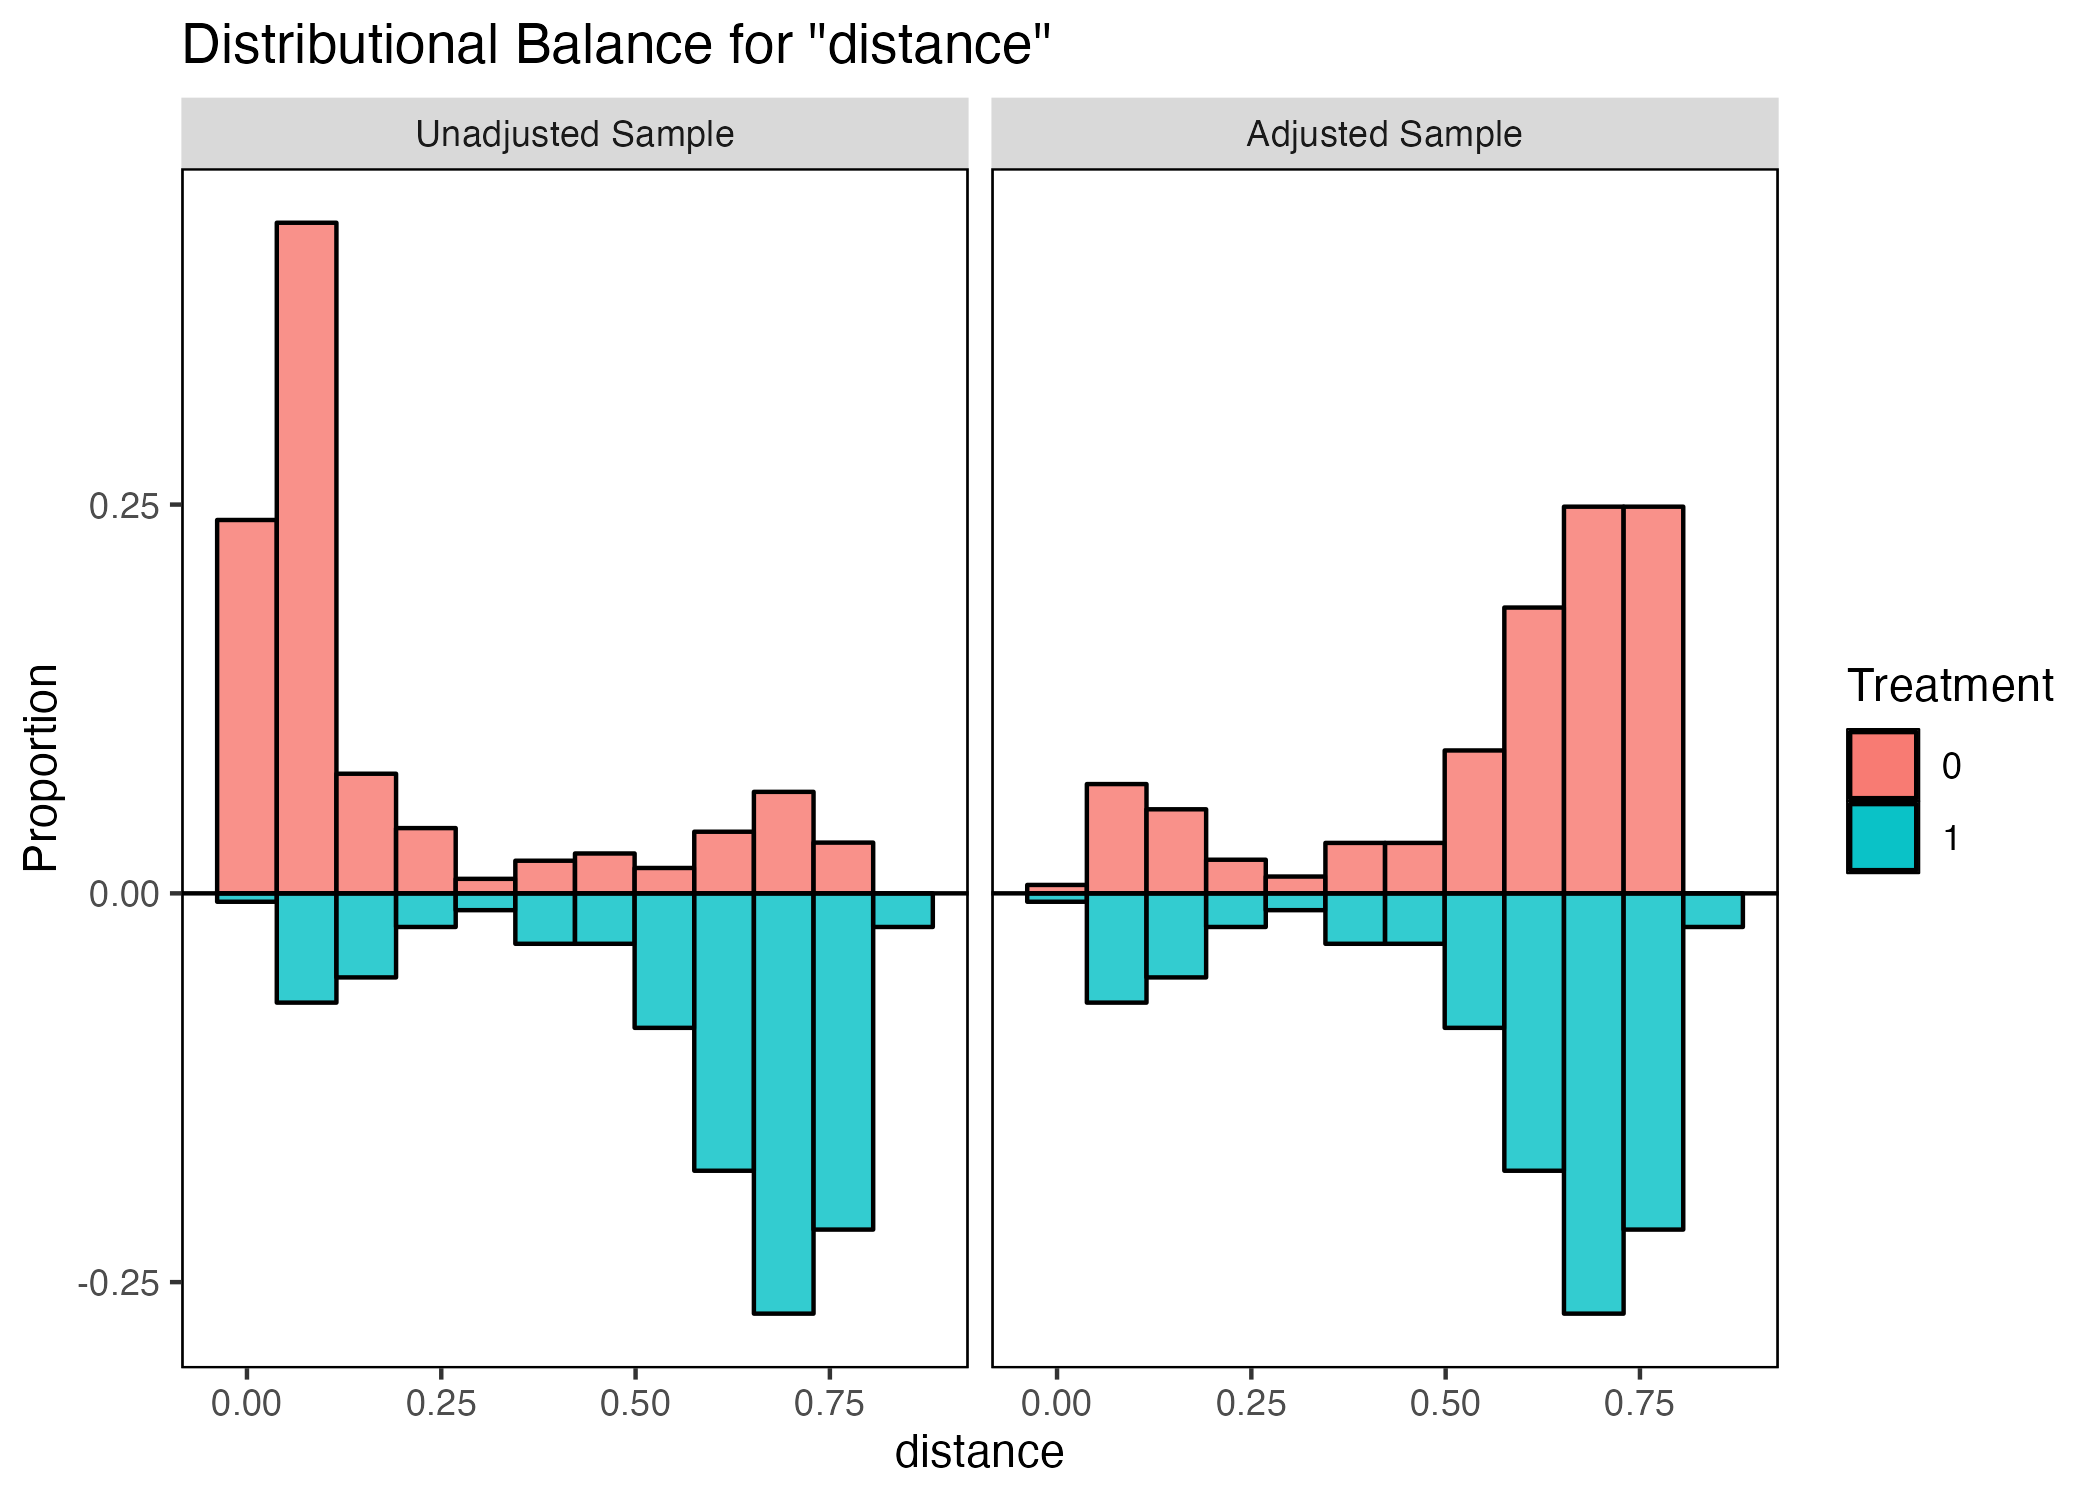 Distributional Balance for "distance"
Unadjusted Sample
Adjusted Sample
Proportion
0.25
0.00
-0.25
0.00 0.25 0.50 0.75
0.00 0.25 0.50 0.75
distance
Treatment
0
1